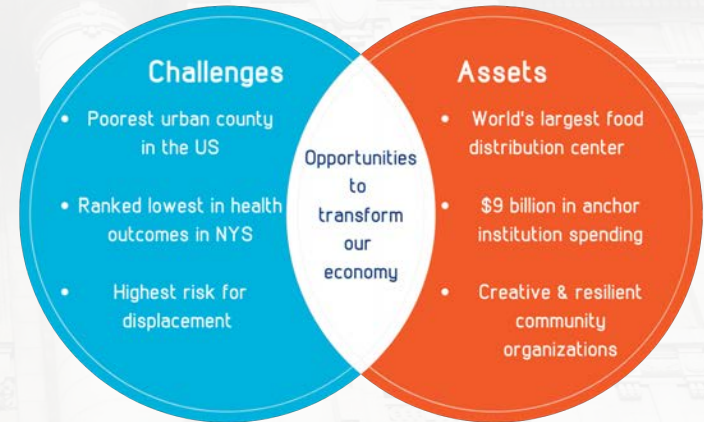 Challenges
• Poorest urban county
in the US
• Ranked lowest in health
outcomes in NYS
• Highest risk for
displacement
Opportunities
to
transform
our
economy
Assets
• World's largest food
distribution center
• $9 billion in anchor
institution spending
• Creative & resilient
community
organizations